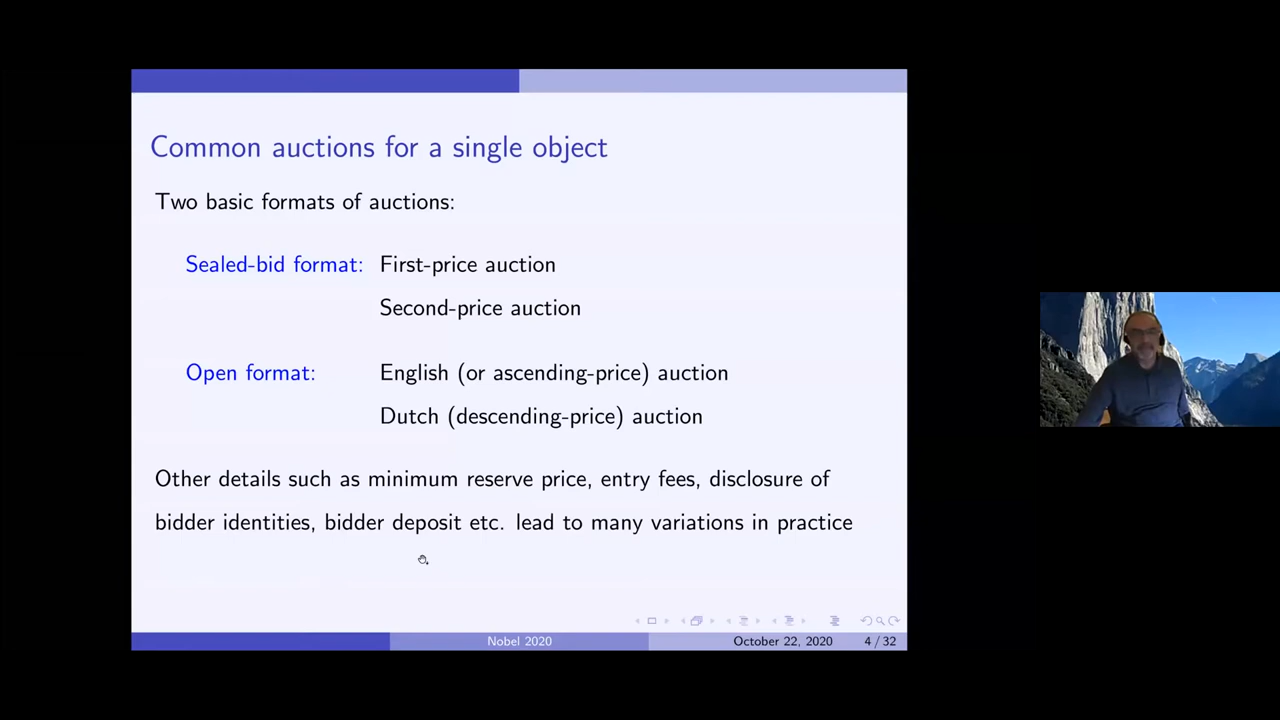 Common auctions for a single object
Two basic formats of auctions:
Sealed-bid format: First-price auction
Second-price auction
Open format: English (or ascending-price) auction
Dutch (descending-price) auction
Other details such as minimum reserve price, entry fees, disclosure of
bidder identities, bidder deposit etc. lead to many variations in practice
Nobel 2020 October 22, 2020 4 / 32